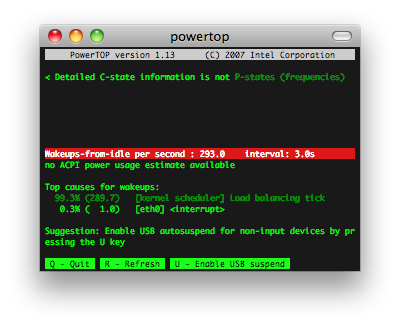 powertop
PowerTOP version 1.13 (C) 2007 Intel Corporation
< Detailed C-state information is not P-states (frequencies)
Wakeups-from-idle per second : 293.0 interval: 3.0s
no ACPI power usage estimate available
Top causes for wakeups:
99.3% (289.7) [kernel scheduler] Load balancing tick
0.3% ( 1.0) [eth0] <interrupt>
Suggestion: Enable USB autosuspend for non-input devices by pr
essing the U key
Q - Quit R - Refresh U - Enable USB suspend